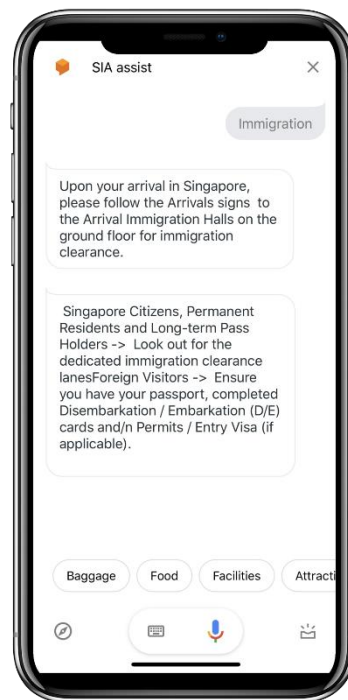 SIA assist
Immigration
Upon your arrival in Singapore,
please follow the Arrivals signs to
the Arrival Immigration Halls on the
ground floor for immigration
clearance.
Singapore Citizens, Permanent
Residents and Long-term Pass
Holders -> Look out for the
dedicated immigration clearance
lanesForeign Visitors -> Ensure
you have your passport, completed
Disembarkation / Embarkation (D/E)
cards and/n Permits / Entry Visa (if
applicable).
Baggage Food Facilities Attracti